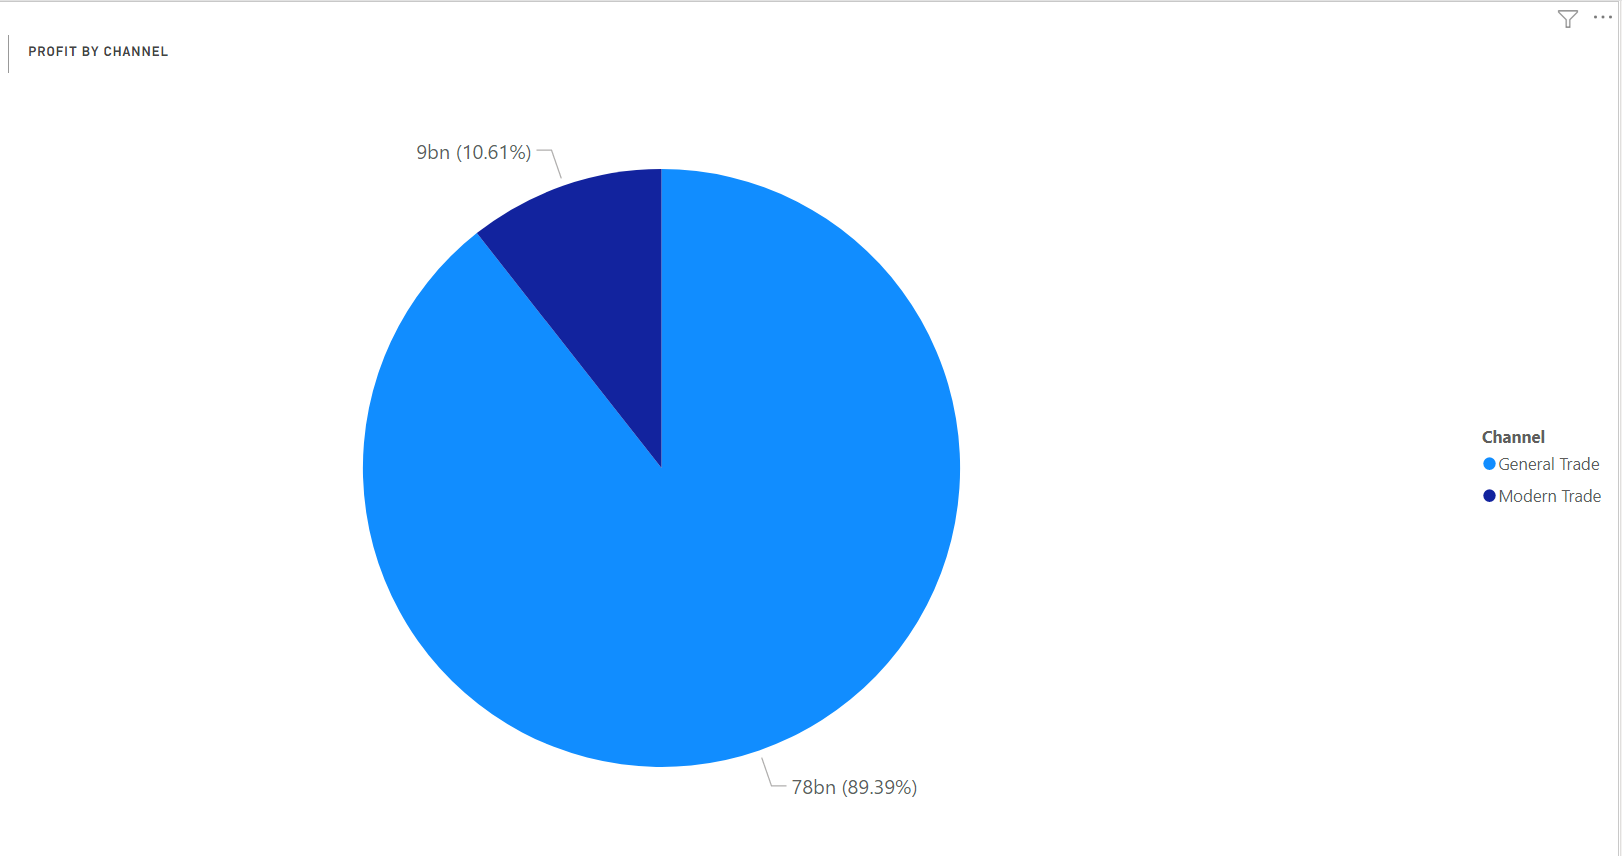 PROFIT BY CHANNEL
9bn (10.61%)
78bn (89.39%)
Channel
General Trade
Modern Trade